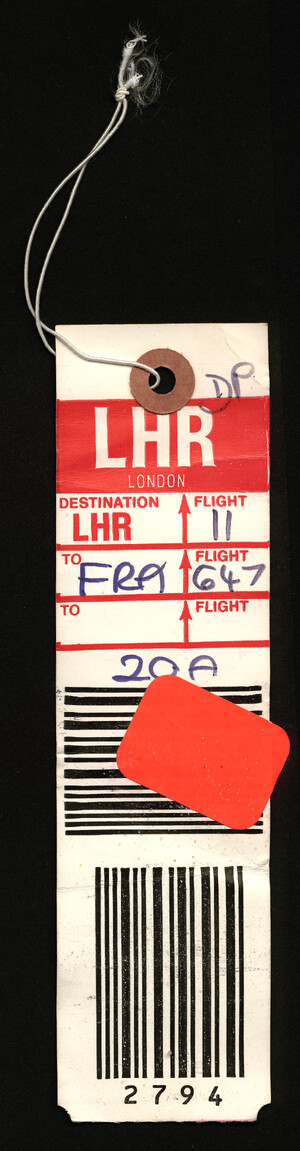 DP
LHR
LONDON
DESTINATION FLIGHT
LHR 11
TO FLIGHT
FRA 647
TO FLIGHT
20A
2794